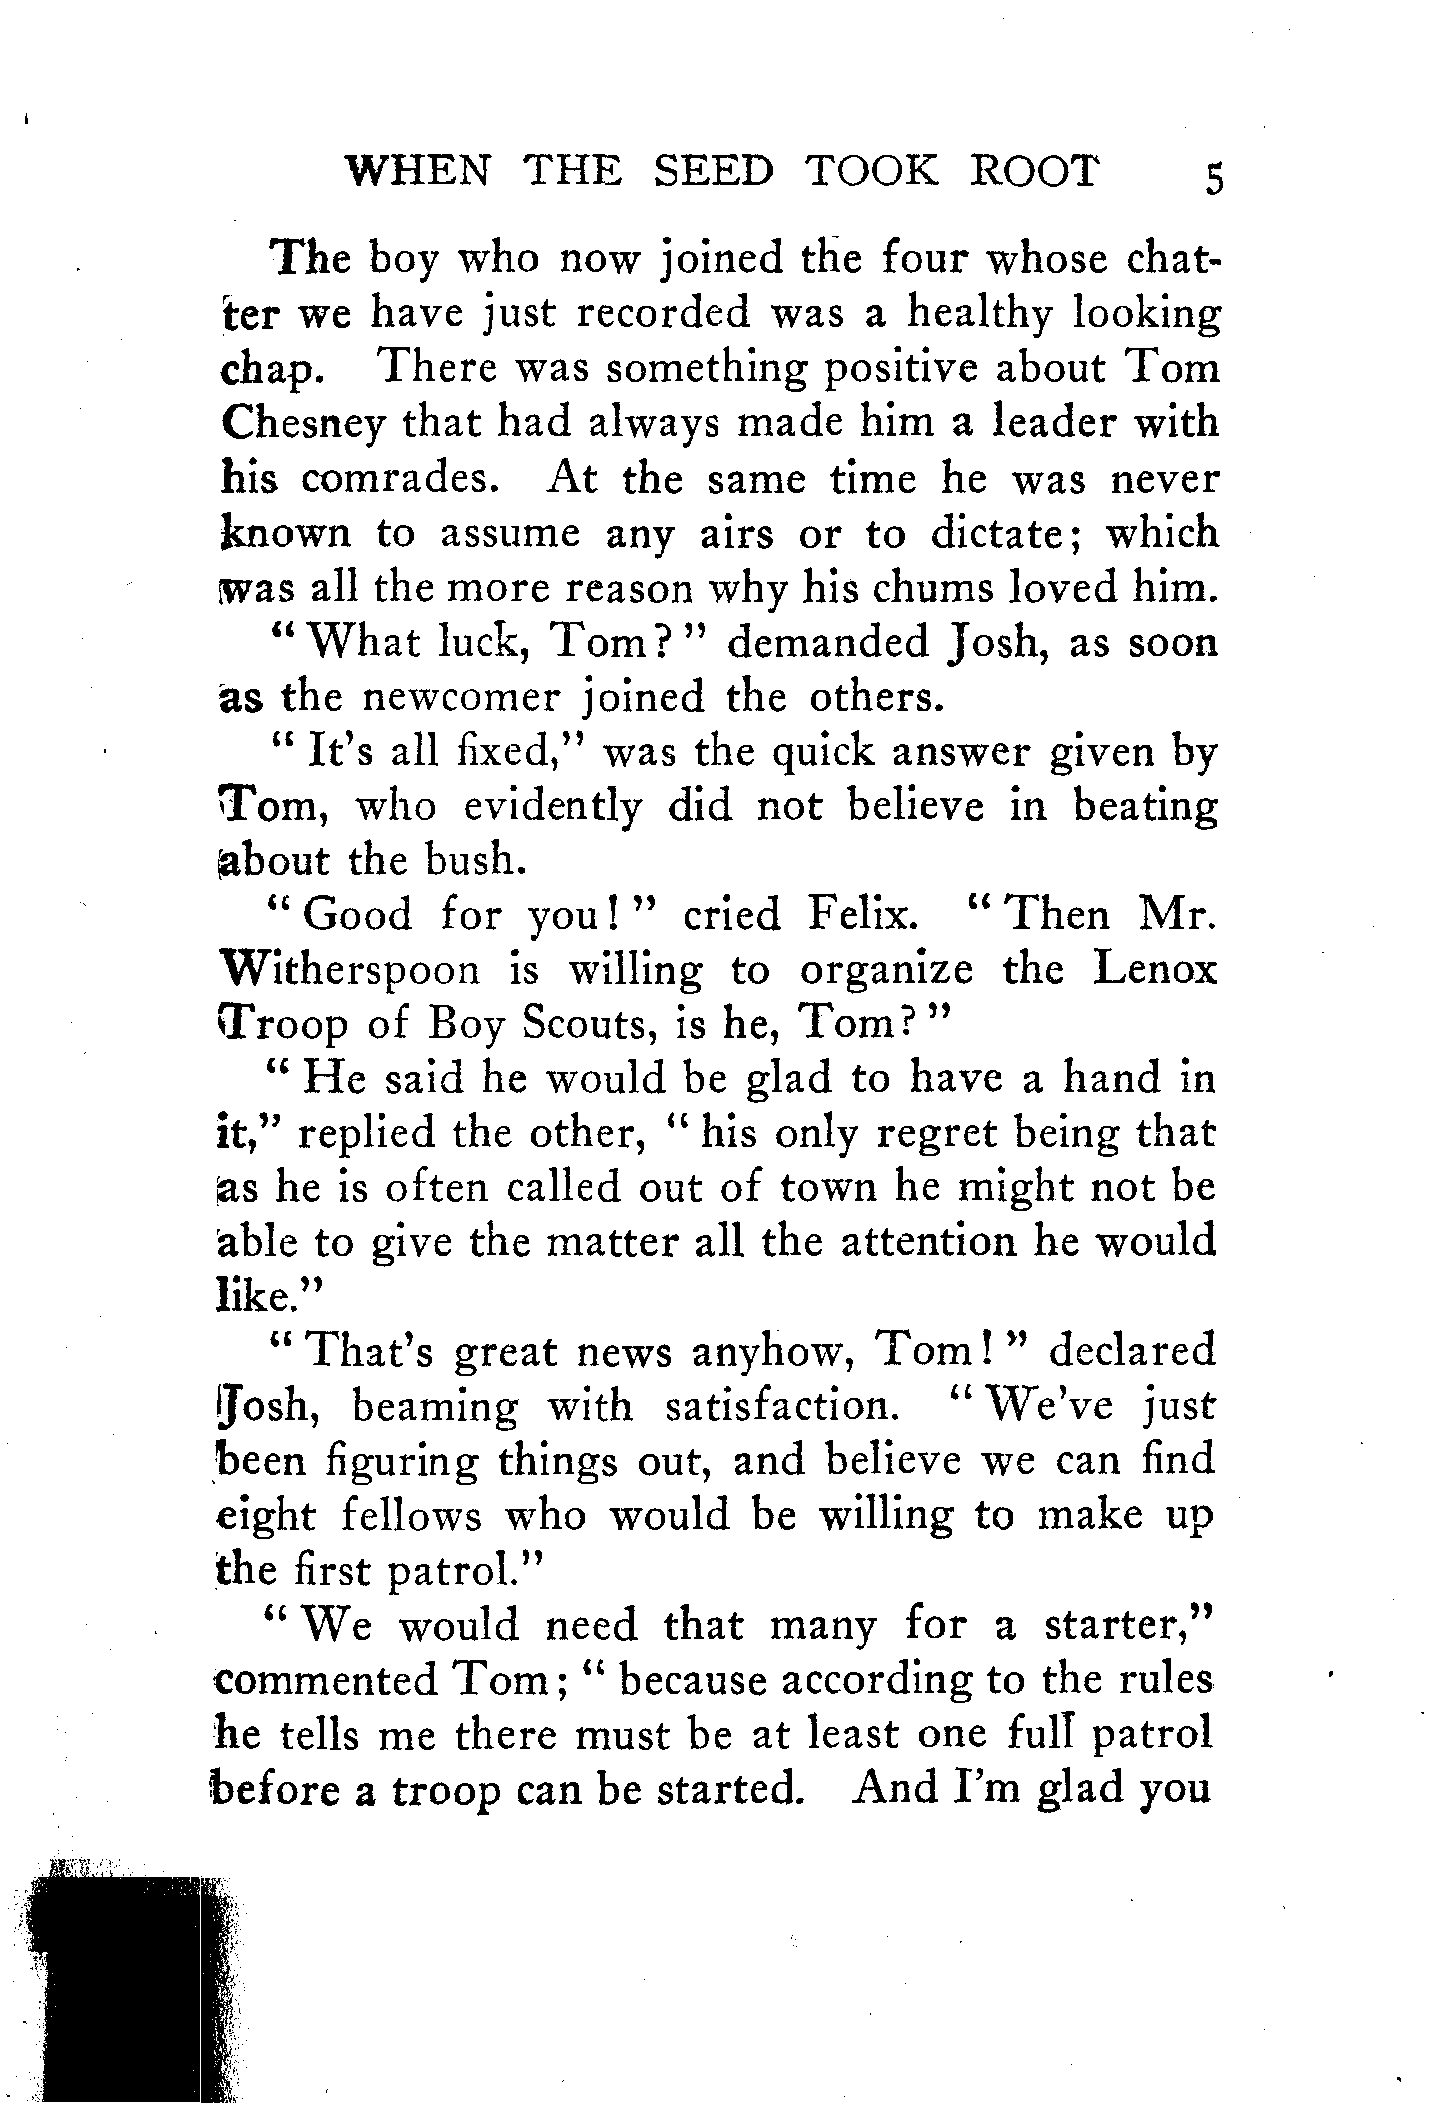 WHEN THE SEED TOOK ROOT 5
The boy who now joined the four whose chat-
ter we have just recorded was a healthy looking
chap. There was something positive about Tom
Chesney that had always made him a leader with
his comrades. At the same time he was never
known to assume any airs or to dictate; which
was all the more reason why his chums loved him.
“ What luck, Tom? ” demanded Josh, as soon
as the newcomer joined the others.
“ It's all fixed,” was the quick answer given by
Tom, who evidently did not believe in beating
about the bush.
“ Good for you! ” cried Felix. “ Then Mr.
Witherspoon is willing to organize the Lenox
Troop of Boy Scouts, is he, Tom? ”
“ He said he would be glad to have a hand in
it,” replied the other, “ his only regret being that
as he is often called out of town he might not be
able to give the matter all the attention he would
like.”
“ That's great news anyhow, Tom! ” declared
Josh, beaming with satisfaction. “ We've just
been figuring things out, and believe we can find
eight fellows who would be willing to make up
the first patrol.”
“ We would need that many for a starter,”
commented Tom; “ because according to the rules
he tells me there must be at least one full patrol
before a troop can be started. And I'm glad you